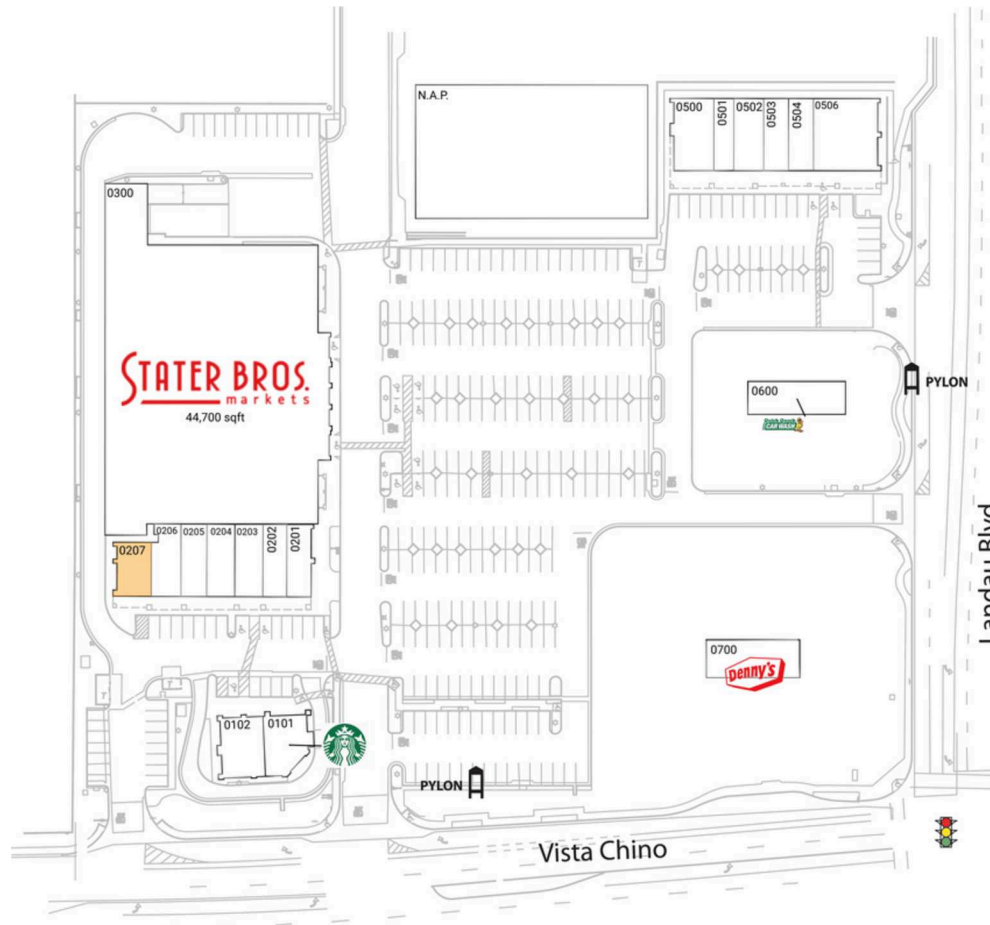 N.A.P.
0500
0501
0502
0503
0504
0506
0300
STATER BROS.
markets
44,700 sqft
0600
CAR WASH
PYLON
0206
0205
0204
0203
0202
0201
0207
Landau Blvd
0700
Denny's
0102
0101
PYLON
Vista Chino